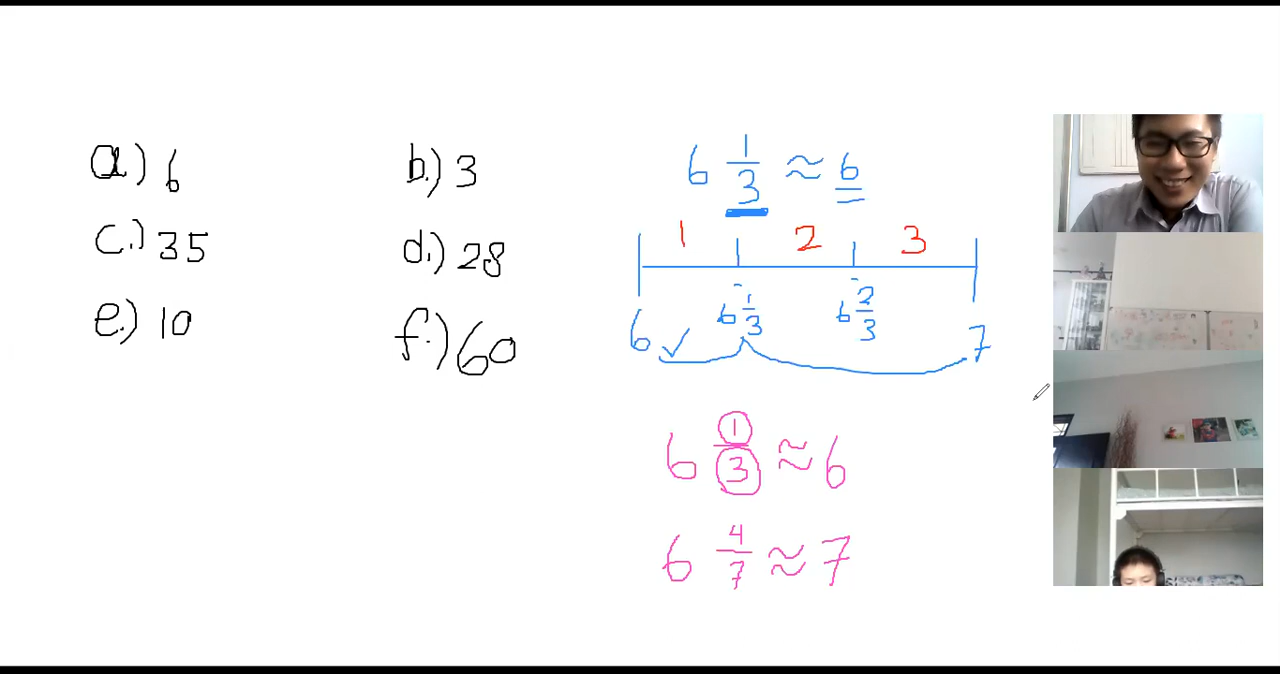 a.) 6 b.) 3
c.) 35 d.) 28
e.) 10 f.) 60
6 1/3 ≈ 6
1 2 3
6 6 1/3 6 2/3 7
6 1/3 ≈ 6
6 4/7 ≈ 7